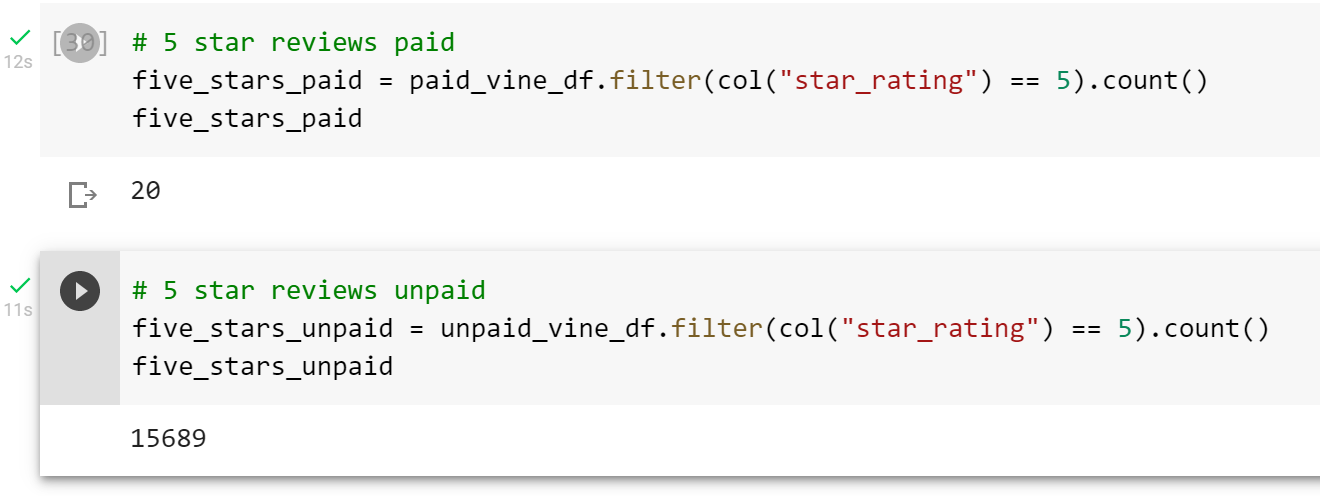 [30] # 5 star reviews paid
12s
five_stars_paid = paid_vine_df.filter(col("star_rating") == 5).count()
five_stars_paid
20
# 5 star reviews unpaid
11s
five_stars_unpaid = unpaid_vine_df.filter(col("star_rating") == 5).count()
five_stars_unpaid
15689